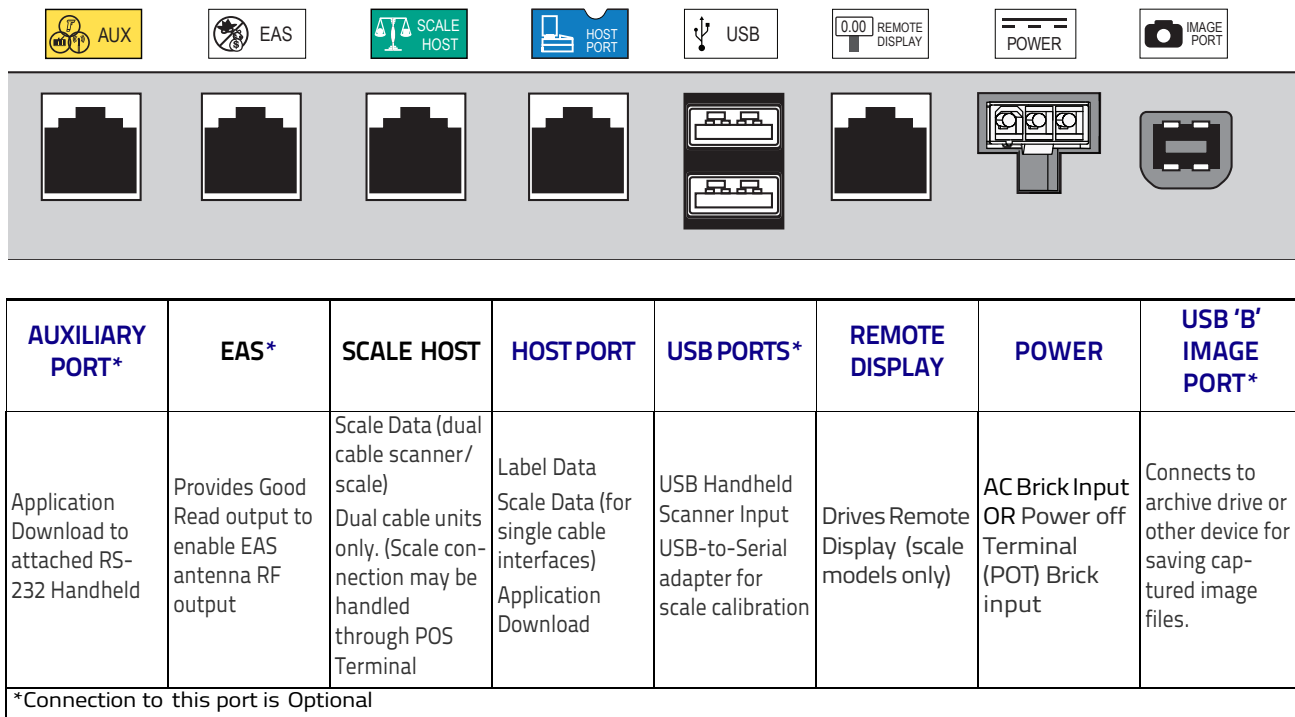 AUX
EAS
SCALE
HOST
HOST
PORT
USB
0.00 REMOTE
DISPLAY
POWER
IMAGE
PORT
AUXILIARY
PORT*
EAS*
SCALE HOST
HOST PORT
USB PORTS*
REMOTE
DISPLAY
POWER
USB ‘B’
IMAGE
PORT*
Application
Download to
attached RS-
232 Handheld
Provides Good
Read output to
enable EAS
antenna RF
output
Scale Data (dual
cable scanner/
scale)
Dual cable units
only. (Scale con-
nection may be
handled
through POS
Terminal
Label Data
Scale Data (for
single cable
interfaces)
Application
Download
USB Handheld
Scanner Input
USB-to-Serial
adapter for
scale calibration
Drives Remote
Display (scale
models only)
AC Brick Input
OR Power off
Terminal
(POT) Brick
input
Connects to
archive drive or
other device for
saving cap-
tured image
files.
*Connection to this port is Optional